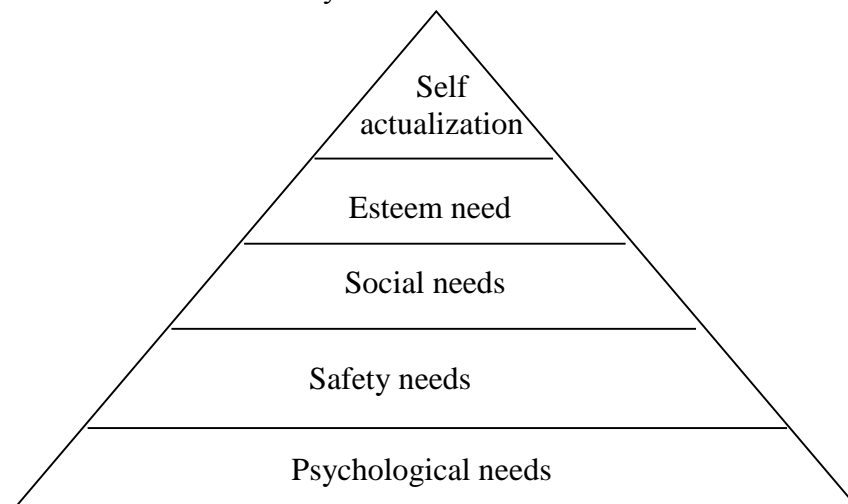 Self
actualization
Esteem need
Social needs
Safety needs
Psychological needs